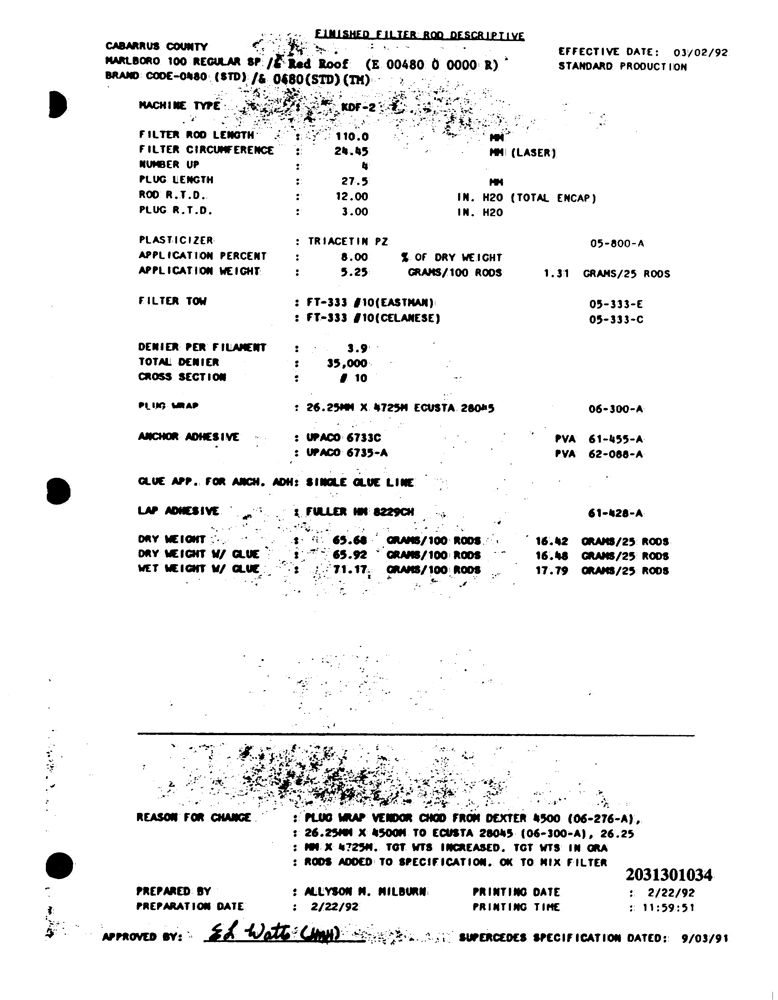 FINISHED FILTER ROD DESCRIPTIVE
CABARRUS COUNTY
EFFECTIVE DATE: 03/02/92
MARLBORO 100 REGULAR SP /& Red Roof (E 00480 0 0000 R)
STANDARD PRODUCTION
BRAND CODE-0480 (STD) /& 0480(STD)(TM)
MACHINE TYPE : KDF-2
FILTER ROD LENGTH : 110.0 MM
FILTER CIRCUMFERENCE : 24.45 MM (LASER)
NUMBER UP : 4
PLUG LENGTH : 27.5 MM
ROD R.T.D. : 12.00 IN. H20 (TOTAL ENCAP)
PLUG R.T.D. : 3.00 IN. H20
PLASTICIZER : TRIACETIN PZ 05-800-A
APPLICATION PERCENT : 8.00 % OF DRY WEIGHT
APPLICATION WEIGHT : 5.25 GRAMS/100 RODS 1.31 GRAMS/25 RODS
FILTER TOW : FT-333 #10(EASTMAN) 05-333-E
: FT-333 #10(CELANESE) 05-333-C
DENIER PER FILAMENT : 3.9
TOTAL DENIER : 35,000
CROSS SECTION : # 10
PLUG WRAP : 26.25MM X 4725M ECUSTA 28045 06-300-A
ANCHOR ADHESIVE : UPACO 6733C PVA 61-455-A
: UPACO 6735-A PVA 62-088-A
GLUE APP. FOR ANCH. ADH: SINGLE GLUE LINE
LAP ADHESIVE : FULLER HM 8229CH 61-428-A
DRY WEIGHT : 65.68 GRAMS/100 RODS 16.42 GRAMS/25 RODS
DRY WEIGHT W/ GLUE : 65.92 GRAMS/100 RODS 16.48 GRAMS/25 RODS
WET WEIGHT W/ GLUE : 71.17 GRAMS/100 RODS 17.79 GRAMS/25 RODS
REASON FOR CHANGE : PLUG WRAP VENDOR CHGD FROM DEXTER 4500 (06-276-A),
: 26.25MM X 4500M TO ECUSTA 28045 (06-300-A), 26.25
: MM X 4725M. TGT WTS INCREASED. TGT WTS IN GRA
: RODS ADDED TO SPECIFICATION. OK TO MIX FILTER
2031301034
PREPARED BY : ALLYSON M. MILBURN PRINTING DATE : 2/22/92
PREPARATION DATE : 2/22/92 PRINTING TIME : 11:59:51
APPROVED BY: EL Watts (HMH) SUPERCEDES SPECIFICATION DATED: 9/03/91